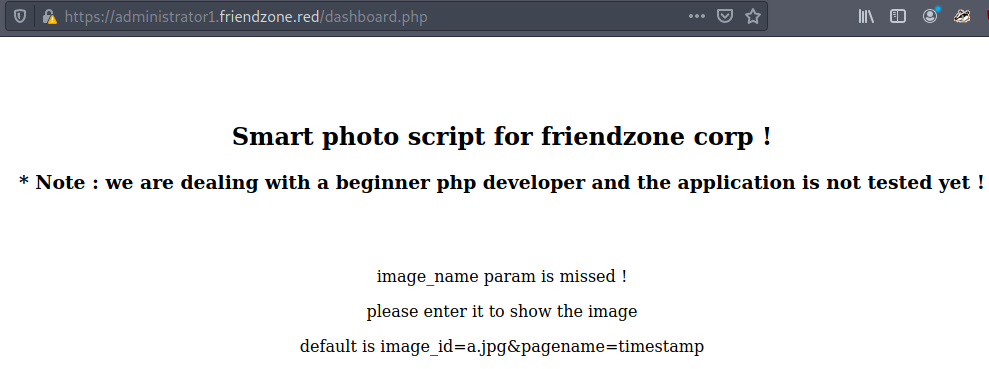 https://administrator1.friendzone.red/dashboard.php
Smart photo script for friendzone corp !
* Note : we are dealing with a beginner php developer and the application is not tested yet !
image_name param is missed !
please enter it to show the image
default is image_id=a.jpg&pagename=timestamp